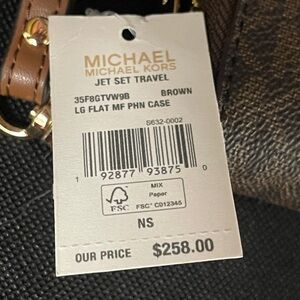 MICHAEL
MICHAEL KORS
JET SET TRAVEL
35F8GTVW9B BROWN
LG FLAT MF PHN CASE
S632-0002
1 92877 93875 0
FSC
MIX
Paper
FSC® C012345
NS
OUR PRICE $258.00